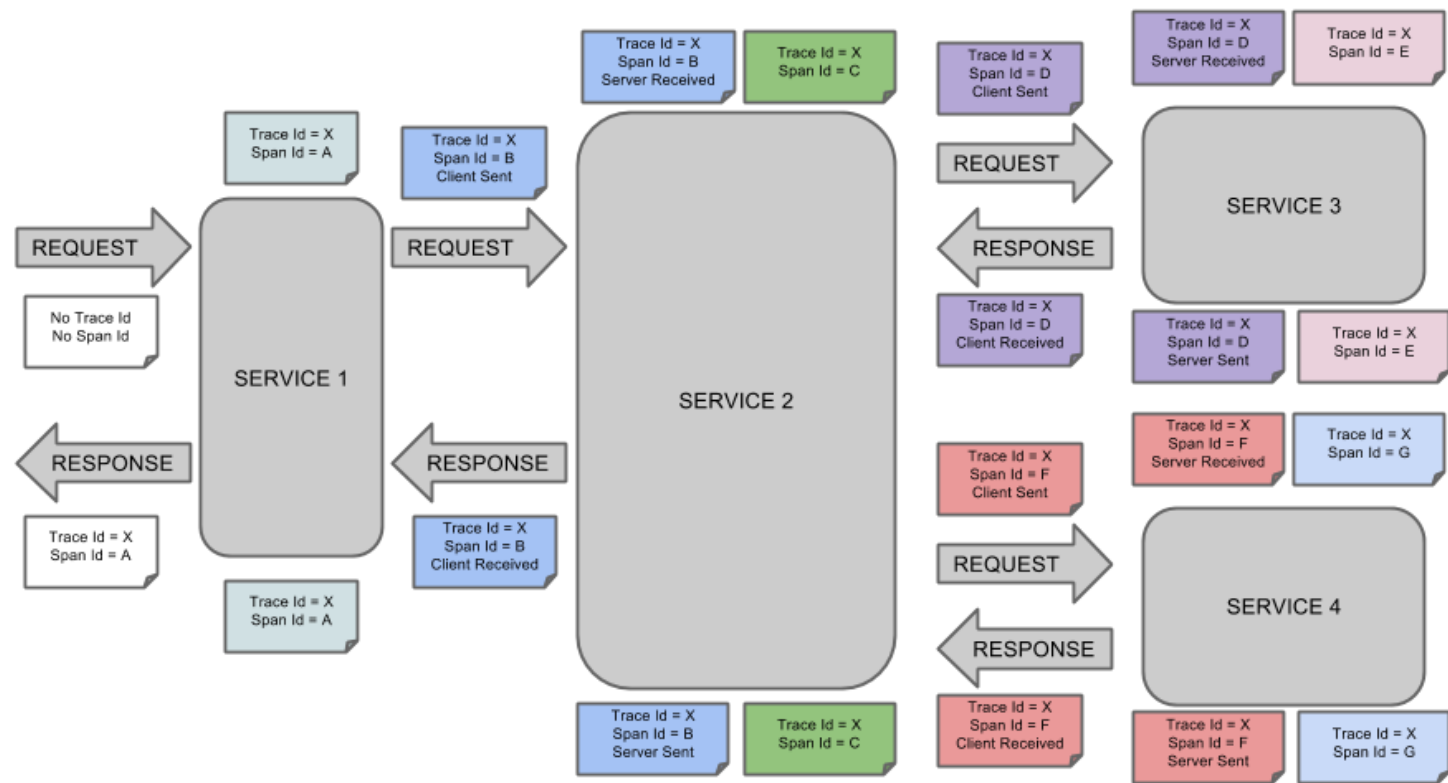 Trace Id = X
Span Id = B
Server Received
Trace Id = X
Span Id = C
Trace Id = X
Span Id = D
Client Sent
Trace Id = X
Span Id = D
Server Received
Trace Id = X
Span Id = E
Trace Id = X
Span Id = A
Trace Id = X
Span Id = B
Client Sent
REQUEST
SERVICE 3
REQUEST
REQUEST
RESPONSE
No Trace Id
No Span Id
Trace Id = X
Span Id = D
Client Received
Trace Id = X
Span Id = D
Server Sent
Trace Id = X
Span Id = E
SERVICE 1
SERVICE 2
RESPONSE
RESPONSE
Trace Id = X
Span Id = F
Client Sent
Trace Id = X
Span Id = F
Server Received
Trace Id = X
Span Id = G
Trace Id = X
Span Id = A
Trace Id = X
Span Id = B
Client Received
REQUEST
SERVICE 4
Trace Id = X
Span Id = A
RESPONSE
Trace Id = X
Span Id = B
Server Sent
Trace Id = X
Span Id = C
Trace Id = X
Span Id = F
Client Received
Trace Id = X
Span Id = F
Server Sent
Trace Id = X
Span Id = G